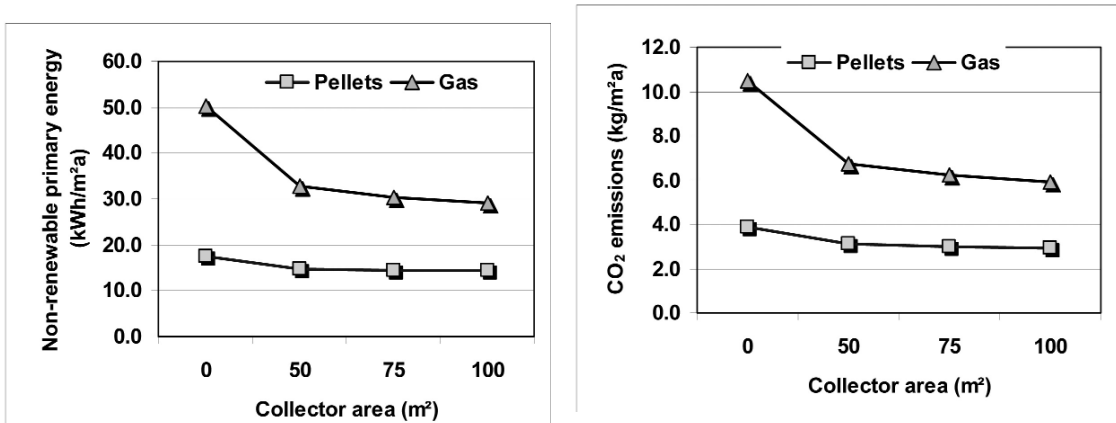 Non-renewable primary energy
(kWh/m²a)
60.0
50.0
40.0
30.0
20.0
10.0
0.0
Pellets Gas
0 50 75 100
Collector area (m²)
CO₂ emissions (kg/m²a)
12.0
10.0
8.0
6.0
4.0
2.0
0.0
Pellets Gas
0 50 75 100
Collector area (m²)